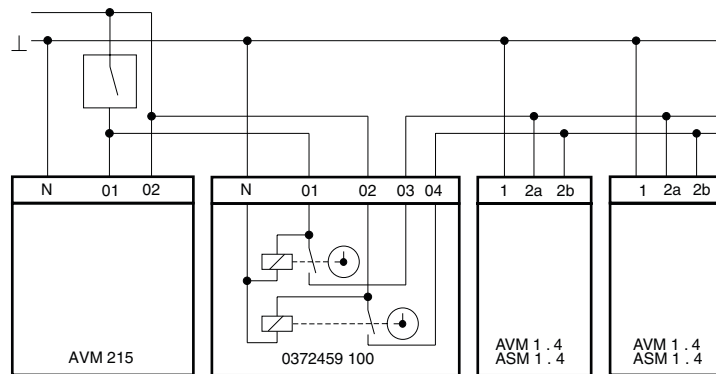 ⊥
N 01 02
N 01 02 03 04
1 2a 2b
1 2a 2b
AVM 215
0372459 100
AVM 1 . 4
ASM 1 . 4
AVM 1 . 4
ASM 1 . 4